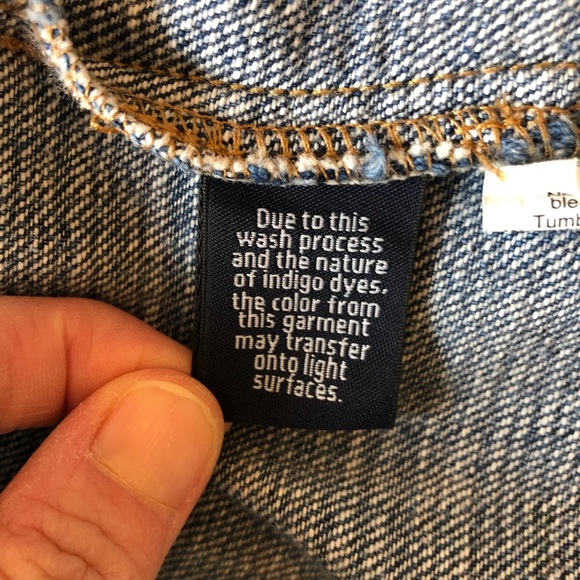 Due to this
wash process
and the nature
of indigo dyes,
the color from
this garment
may transfer
onto light
surfaces.
Tumb